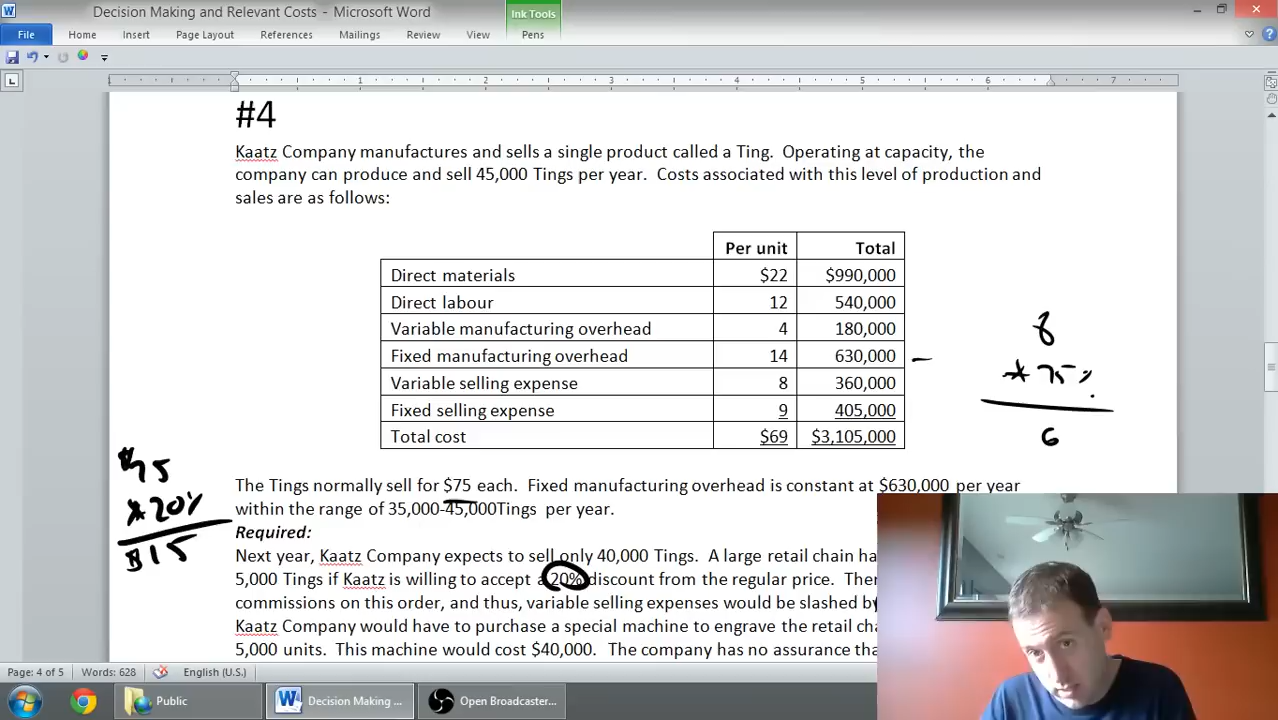 Decision Making and Relevant Costs - Microsoft Word
Ink Tools
File Home Insert Page Layout References Mailings Review View Pens
1 2 3 4 5 6 7
#4
Kaatz Company manufactures and sells a single product called a Ting. Operating at capacity, the
company can produce and sell 45,000 Tings per year. Costs associated with this level of production and
sales are as follows:
Per unit Total
Direct materials $22 $990,000
Direct labour 12 540,000
Variable manufacturing overhead 4 180,000
Fixed manufacturing overhead 14 630,000
Variable selling expense 8 360,000
Fixed selling expense 9 405,000
Total cost $69 $3,105,000
8
*75%
6
$75
*20%
$15
The Tings normally sell for $75 each. Fixed manufacturing overhead is constant at $630,000 per year
within the range of 35,000-45,000Tings per year.
Required:
Next year, Kaatz Company expects to sell only 40,000 Tings. A large retail chain ha
5,000 Tings if Kaatz is willing to accept a 20% discount from the regular price. Ther
commissions on this order, and thus, variable selling expenses would be slashed by
Kaatz Company would have to purchase a special machine to engrave the retail cha
5,000 units. This machine would cost $40,000. The company has no assurance tha
Page: 4 of 5 Words: 628 English (U.S.)
Public Decision Making ... Open Broadcaster...